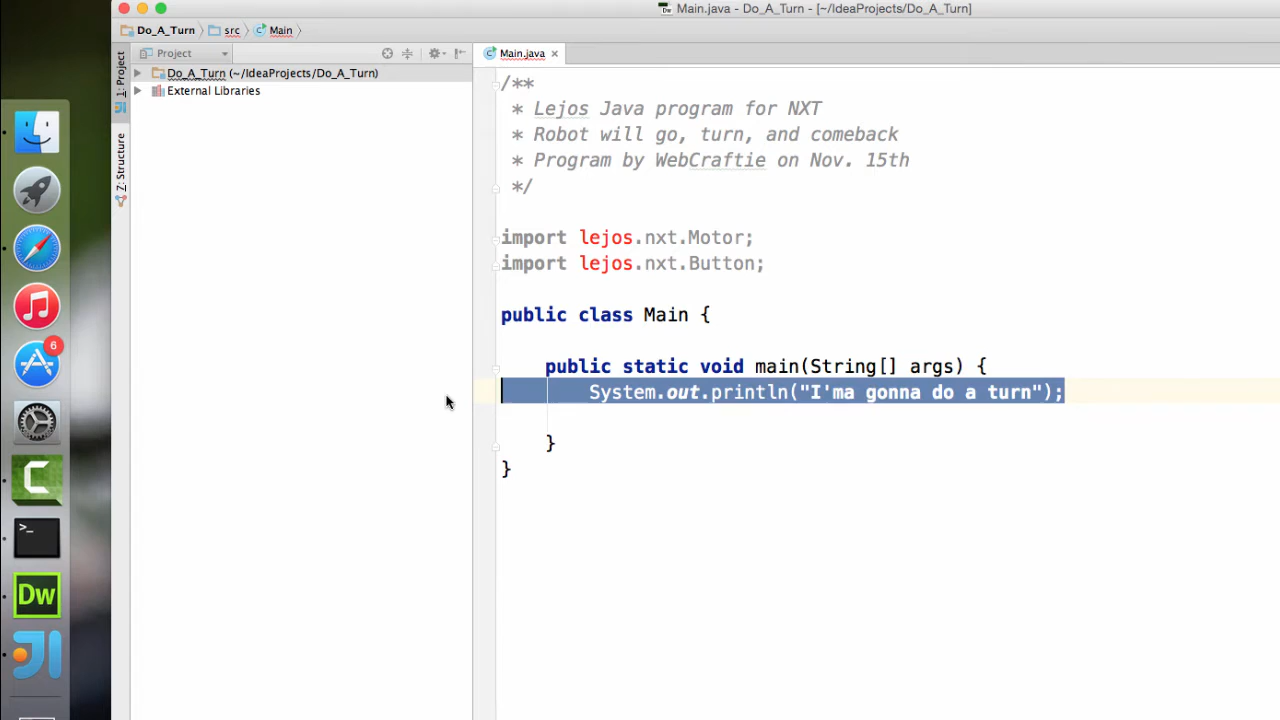 Main.java - Do_A_Turn - [~/IdeaProjects/Do_A_Turn]
Do_A_Turn src Main
Project
Main.java
1: Project
Z: Structure
Do_A_Turn (~/IdeaProjects/Do_A_Turn)
External Libraries
/**
* Lejos Java program for NXT
* Robot will go, turn, and comeback
* Program by WebCraftie on Nov. 15th
*/
import lejos.nxt.Motor;
import lejos.nxt.Button;
public class Main {
public static void main(String[] args) {
System.out.println("I'ma gonna do a turn");
}
}
6
>_
Dw
JI